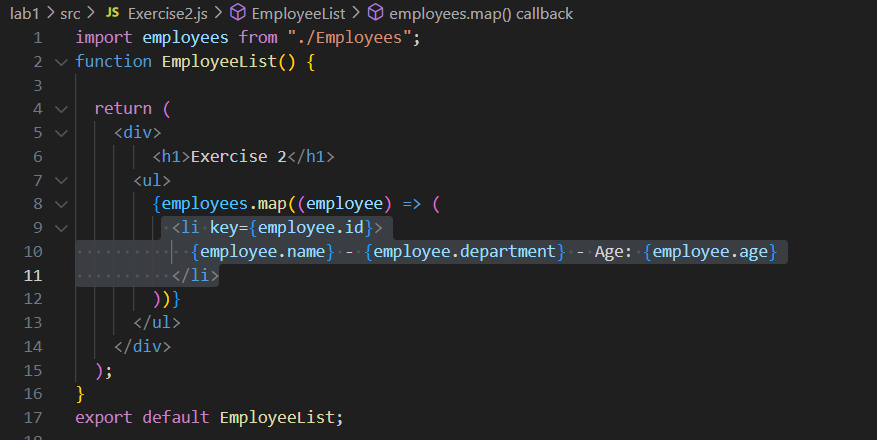 lab1 > src > JS Exercise2.js > EmployeeList > employees.map() callback
1 import employees from "./Employees";
2 function EmployeeList() {
3
4 return (
5 <div>
6 <h1>Exercise 2</h1>
7 <ul>
8 {employees.map((employee) => (
9 <li key={employee.id}>
10 {employee.name} - {employee.department} - Age: {employee.age}
11 </li>
12 ))}
13 </ul>
14 </div>
15 );
16 }
17 export default EmployeeList;
18